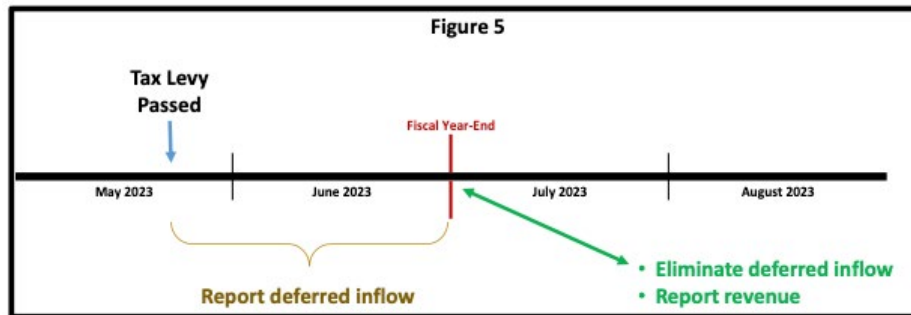 Figure 5
Tax Levy
Passed
Fiscal Year-End
May 2023
June 2023
July 2023
August 2023
Report deferred inflow
• Eliminate deferred inflow
• Report revenue